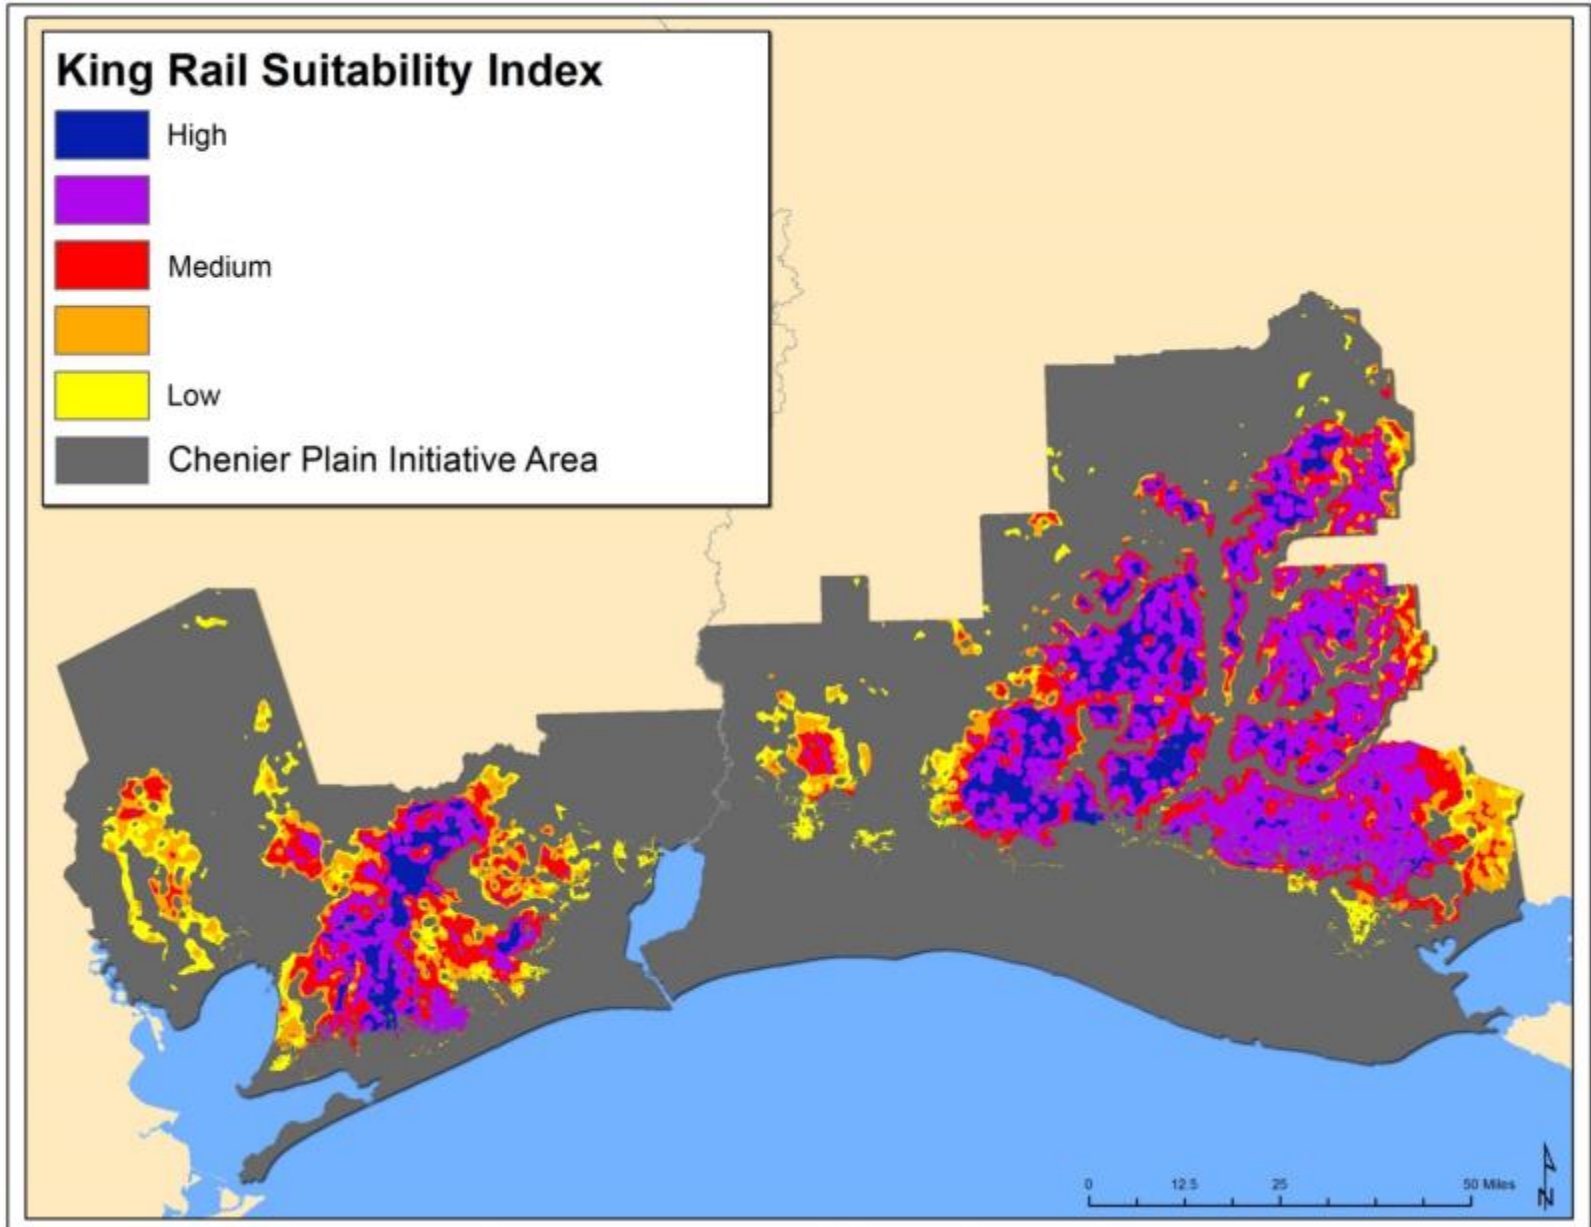 King Rail Suitability Index
High
Medium
Low
Chenier Plain Initiative Area
0 12.5 25 50 Miles
N